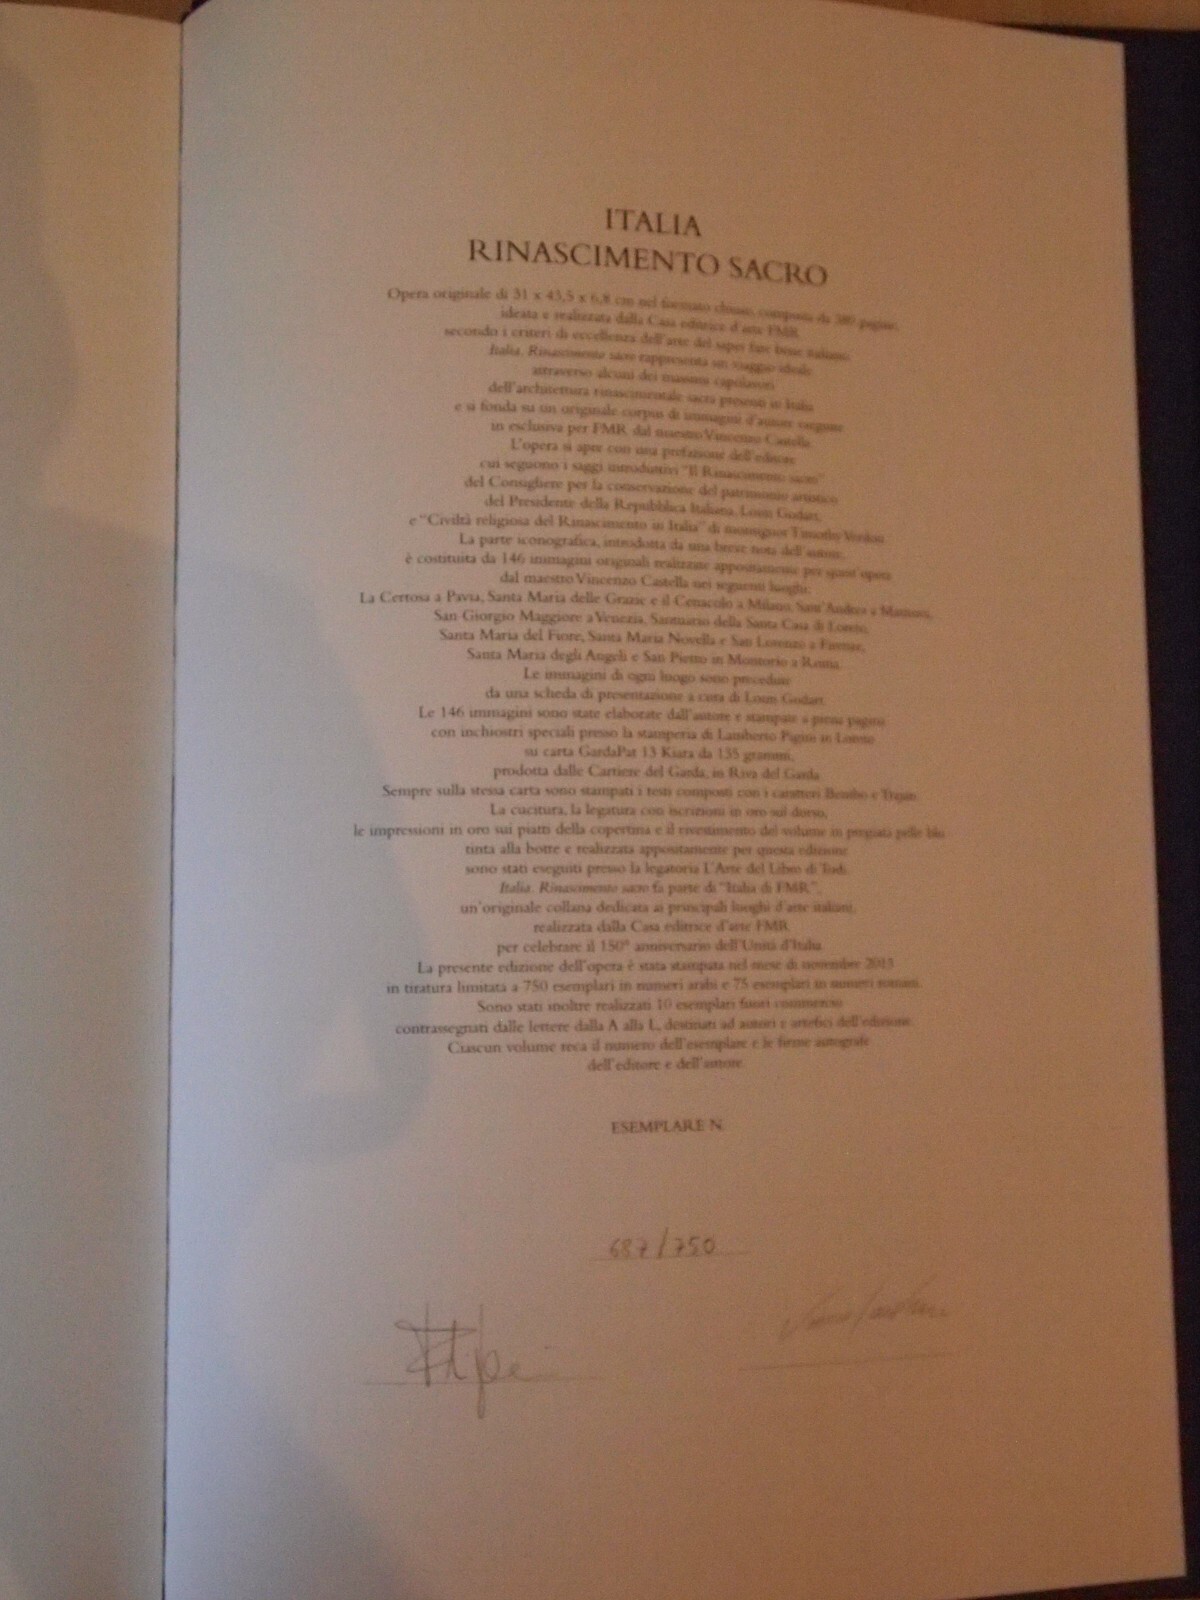 ITALIA
RINASCIMENTO SACRO
Opera originale di 31 x 43,5 x 6,8 cm nel formato chiuso, composta da 380 pagine,
ideata e realizzata dalla Casa editrice d'arte FMR
secondo i criteri di eccellenza dell'arte del saper fare bene italiano.
Italia. Rinascimento sacro rappresenta un viaggio ideale
attraverso alcuni dei massimi capolavori
dell'architettura rinascimentale sacra presenti in Italia
e si fonda su un originale corpus di immagini d'autore eseguite
in esclusiva per FMR dal maestro Vincenzo Castella.
L'opera si apre con una prefazione dell'editore
cui seguono i saggi introduttivi "Il Rinascimento sacro"
del Consigliere per la conservazione del patrimonio artistico
del Presidente della Repubblica Italiana, Louis Godart,
e "Civiltà religiosa del Rinascimento in Italia" di monsignor Timothy Verdon.
La parte iconografica, introdotta da una breve nota dell'autore,
è costituita da 146 immagini originali realizzate appositamente per quest'opera
dal maestro Vincenzo Castella nei seguenti luoghi:
La Certosa a Pavia, Santa Maria delle Grazie e il Cenacolo a Milano, Sant'Andrea a Mantova,
San Giorgio Maggiore a Venezia, Santuario della Santa Casa di Loreto,
Santa Maria del Fiore, Santa Maria Novella e San Lorenzo a Firenze,
Santa Maria degli Angeli e San Pietro in Montorio a Roma.
Le immagini di ogni luogo sono precedute
da una scheda di presentazione a cura di Louis Godart.
Le 146 immagini sono state elaborate dall'autore e stampate a piena pagina
con inchiostri speciali presso la stamperia di Lamberto Pigini in Loreto
su carta GardaPat 13 Kiara da 135 grammi,
prodotta dalle Cartiere del Garda, in Riva del Garda.
Sempre sulla stessa carta sono stampati i testi composti con i caratteri Bembo e Trajan.
La cucitura, la legatura con iscrizioni in oro sul dorso,
le impressioni in oro sui piatti della copertina e il rivestimento del volume in pregiata pelle blu
tinta alla botte e realizzata appositamente per questa edizione
sono stati eseguiti presso la legatoria L'Arte del Libro di Todi.
Italia. Rinascimento sacro fa parte di "Italia di FMR",
un'originale collana dedicata ai principali luoghi d'arte italiani,
realizzata dalla Casa editrice d'arte FMR
per celebrare il 150° anniversario dell'Unità d'Italia.
La presente edizione dell'opera è stata stampata nel mese di novembre 2013
in tiratura limitata a 750 esemplari in numeri arabi e 75 esemplari in numeri romani.
Sono stati inoltre realizzati 10 esemplari fuori commercio
contrassegnati dalle lettere dalla A alla L, destinati ad autori e artefici dell'edizione.
Ciascun volume reca il numero dell'esemplare e le firme autografe
dell'editore e dell'autore.
ESEMPLARE N.
687/750